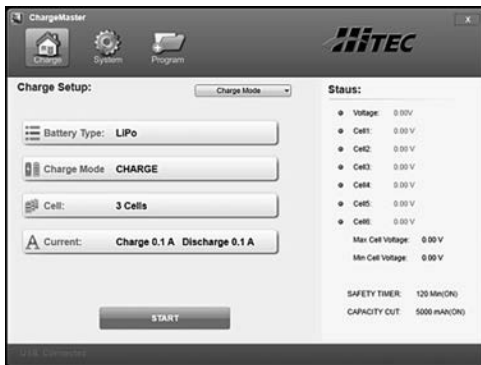 ChargeMaster
X
HiTEC
Charge
System
Program
Charge Setup:
Charge Mode
Battery Type: LiPo
Charge Mode CHARGE
Cell: 3 Cells
A Current: Charge 0.1 A Discharge 0.1 A
START
Staus:
Voltage: 0.00V
Cell1: 0.00 V
Cell2: 0.00 V
Cell3: 0.00 V
Cell4: 0.00 V
Cell5: 0.00 V
Cell6: 0.00 V
Max Cell Voltage: 0.00 V
Min Cell Voltage: 0.00 V
SAFETY TIMER: 120 Min(ON)
CAPACITY CUT: 5000 mAh(ON)
USB Connected